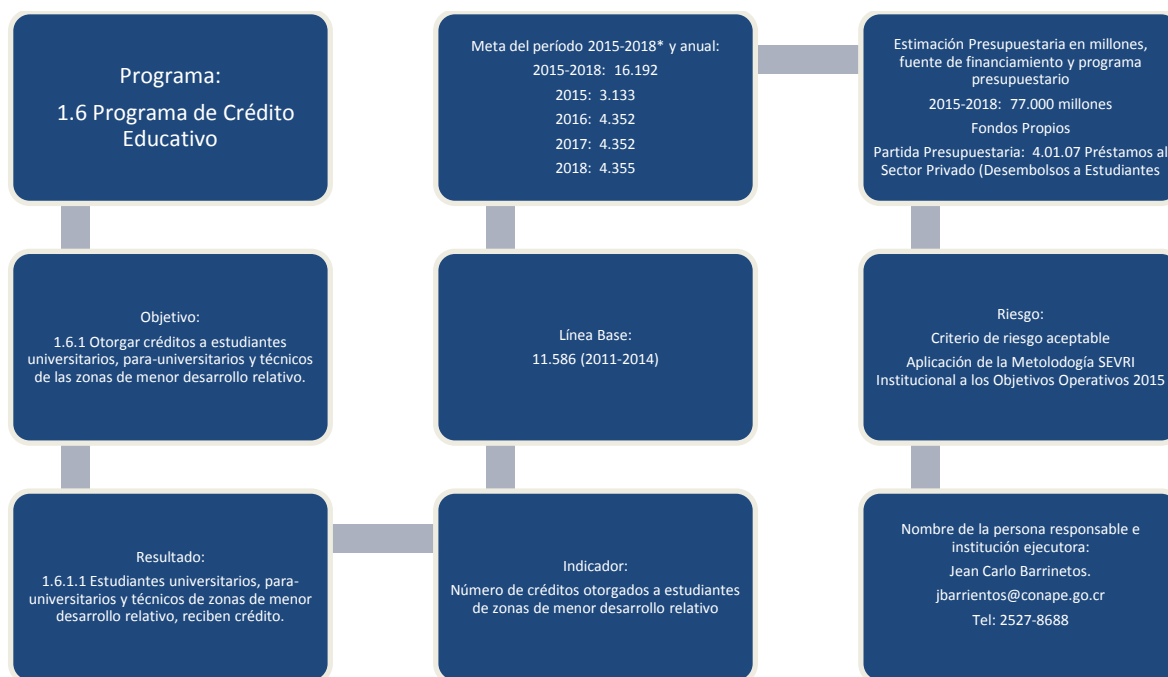 Programa:
1.6 Programa de Crédito
Educativo
Objetivo:
1.6.1 Otorgar créditos a estudiantes
universitarios, para-universitarios y técnicos
de las zonas de menor desarrollo relativo.
Resultado:
1.6.1.1 Estudiantes universitarios, para-
universitarios y técnicos de zonas de menor
desarrollo relativo, reciben crédito.
Indicador:
Número de créditos otorgados a estudiantes
de zonas de menor desarrollo relativo
Línea Base:
11.586 (2011-2014)
Meta del período 2015-2018* y anual:
2015-2018: 16.192
2015: 3.133
2016: 4.352
2017: 4.352
2018: 4.355
Estimación Presupuestaria en millones,
fuente de financiamiento y programa
presupuestario
2015-2018: 77.000 millones
Fondos Propios
Partida Presupuestaria: 4.01.07 Préstamos al
Sector Privado (Desembolsos a Estudiantes
Riesgo:
Criterio de riesgo aceptable
Aplicación de la Metolodogía SEVRI
Institucional a los Objetivos Operativos 2015
Nombre de la persona responsable e
institución ejecutora:
Jean Carlo Barrinetos.
jbarrientos@conape.go.cr
Tel: 2527-8688